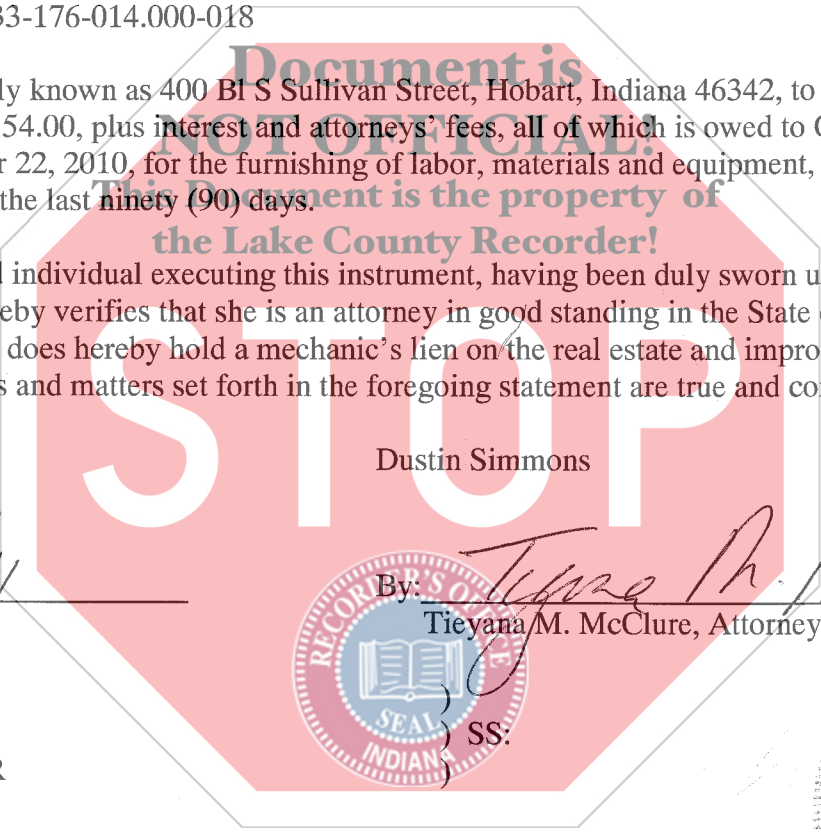 33-176-014.000-018
Document is
ly known as 400 Bl S Sullivan Street, Hobart, Indiana 46342, to
54.00, plus interest and attorneys' fees, all of which is owed to
NOT OFFICIAL!
r 22, 2010, for the furnishing of labor, materials and equipment,
the last ninety (90) days.
This Document is the property of
the Lake County Recorder!
individual executing this instrument, having been duly sworn u
eby verifies that she is an attorney in good standing in the State
does hereby hold a mechanic's lien on the real estate and impro
s and matters set forth in the foregoing statement are true and co
STOP
Dustin Simmons
By: Tieyana M.
Tieyana M. McClure, Attorney
RECORDER'S OFFICE
SEAL
INDIANA
)
) SS:
)
R